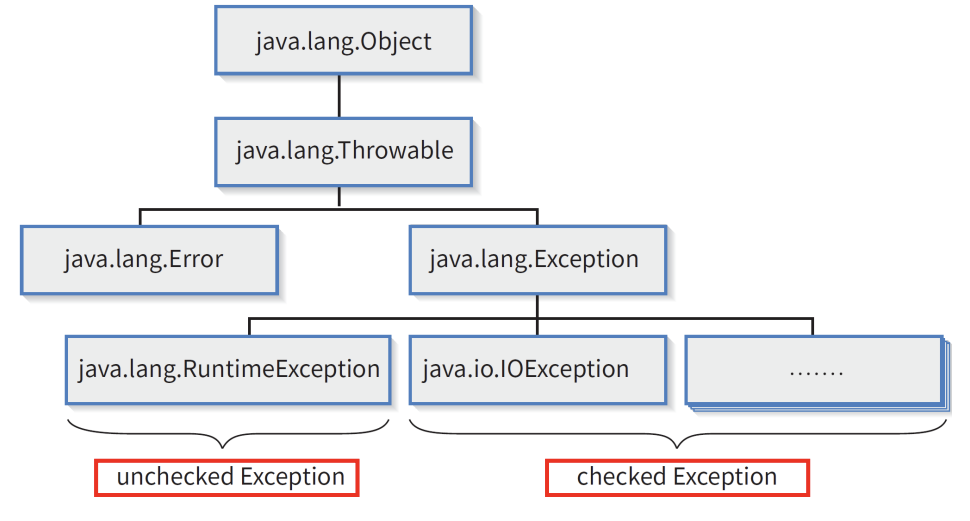 java.lang.Object
java.lang.Throwable
java.lang.Error
java.lang.Exception
java.lang.RuntimeException
java.io.IOException
.......
unchecked Exception
checked Exception